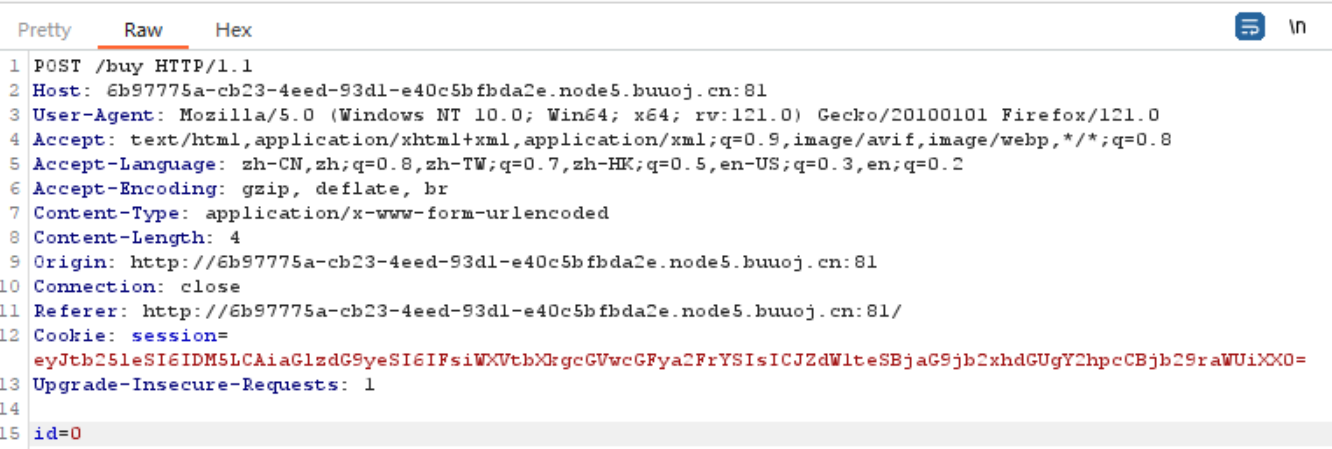 Pretty Raw Hex \n
1 POST /buy HTTP/1.1
2 Host: 6b97775a-cb23-4eed-93d1-e40c5bfbda2e.node5.buuoj.cn:81
3 User-Agent: Mozilla/5.0 (Windows NT 10.0; Win64; x64; rv:121.0) Gecko/20100101 Firefox/121.0
4 Accept: text/html,application/xhtml+xml,application/xml;q=0.9,image/avif,image/webp,*/*;q=0.8
5 Accept-Language: zh-CN,zh;q=0.8,zh-TW;q=0.7,zh-HK;q=0.5,en-US;q=0.3,en;q=0.2
6 Accept-Encoding: gzip, deflate, br
7 Content-Type: application/x-www-form-urlencoded
8 Content-Length: 4
9 Origin: http://6b97775a-cb23-4eed-93d1-e40c5bfbda2e.node5.buuoj.cn:81
10 Connection: close
11 Referer: http://6b97775a-cb23-4eed-93d1-e40c5bfbda2e.node5.buuoj.cn:81/
12 Cookie: session=
eyJtb25leSI6IDM5LCAiaGlzdG9yeSI6IFsiWXVtbXkgcGVwcGFya2FrYSIsICJZdW1teSBjaG9jb2xhdGUgY2hpcCBjb29raWUiXX0=
13 Upgrade-Insecure-Requests: 1
14
15 id=0